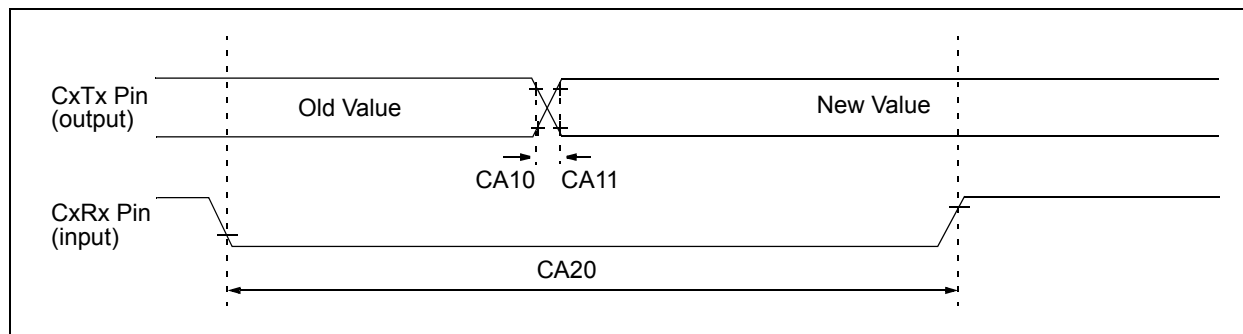 CxTx Pin
(output)
Old Value
New Value
CA10 CA11
CxRx Pin
(input)
CA20